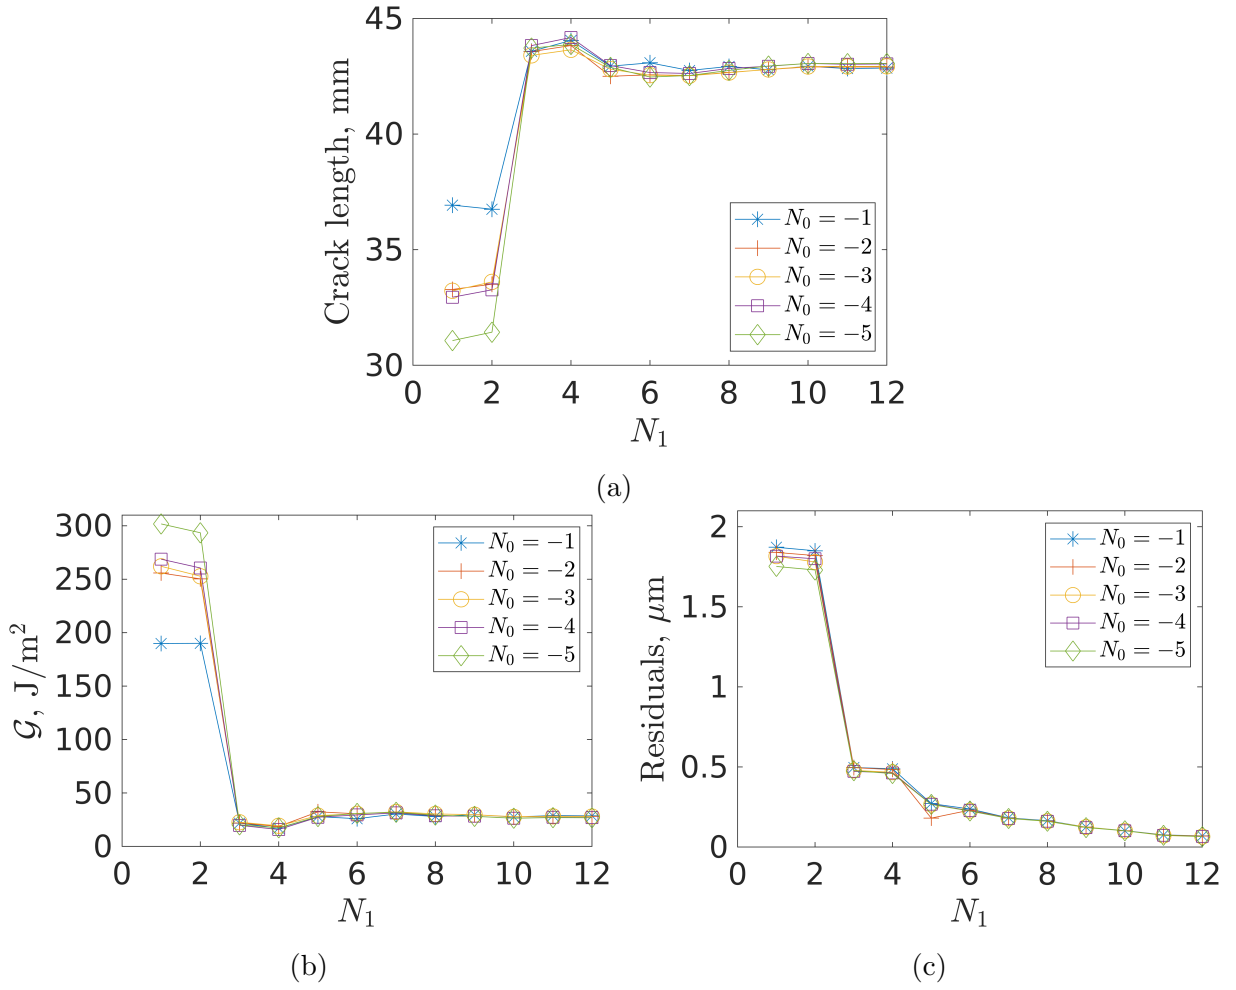 45
40
35
30
Crack length, mm
0 2 4 6 8 10 12
N₁
N₀ = −1
N₀ = −2
N₀ = −3
N₀ = −4
N₀ = −5
(a)
300
250
200
150
100
50
0
𝒢, J/m²
0 2 4 6 8 10 12
N₁
N₀ = −1
N₀ = −2
N₀ = −3
N₀ = −4
N₀ = −5
(b)
2
1.5
1
0.5
0
Residuals, μm
0 2 4 6 8 10 12
N₁
N₀ = −1
N₀ = −2
N₀ = −3
N₀ = −4
N₀ = −5
(c)